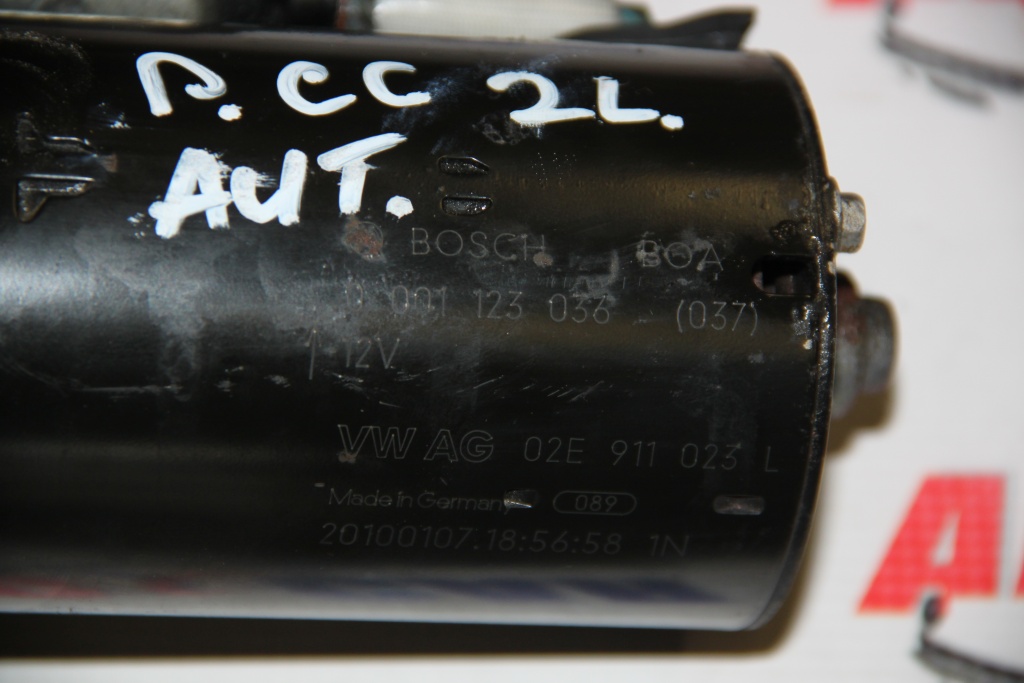 P. CC 2L.
AUT.
BOSCH BOA
0 001 123 036 (037)
12V
VW AG 02E 911 023 L
Made in Germany 089
20100107.18:56:58 1N